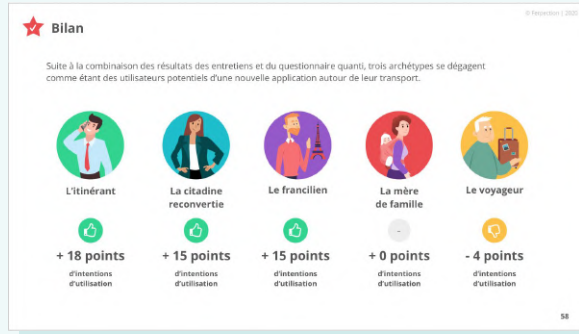 Bilan
Suite à la combinaison des résultats des entretiens et du questionnaire quanti, trois archétypes se dégagent
comme étant des utilisateurs potentiels d'une nouvelle application autour de leur transport.
L'itinérant
La citadine
reconvertie
Le francilien
La mère
de famille
Le voyageur
+ 18 points
+ 15 points
+ 15 points
-
+ 0 points
- 4 points
d'intentions
d'utilisation
d'intentions
d'utilisation
d'intentions
d'utilisation
d'intentions
d'utilisation
d'intentions
d'utilisation
58